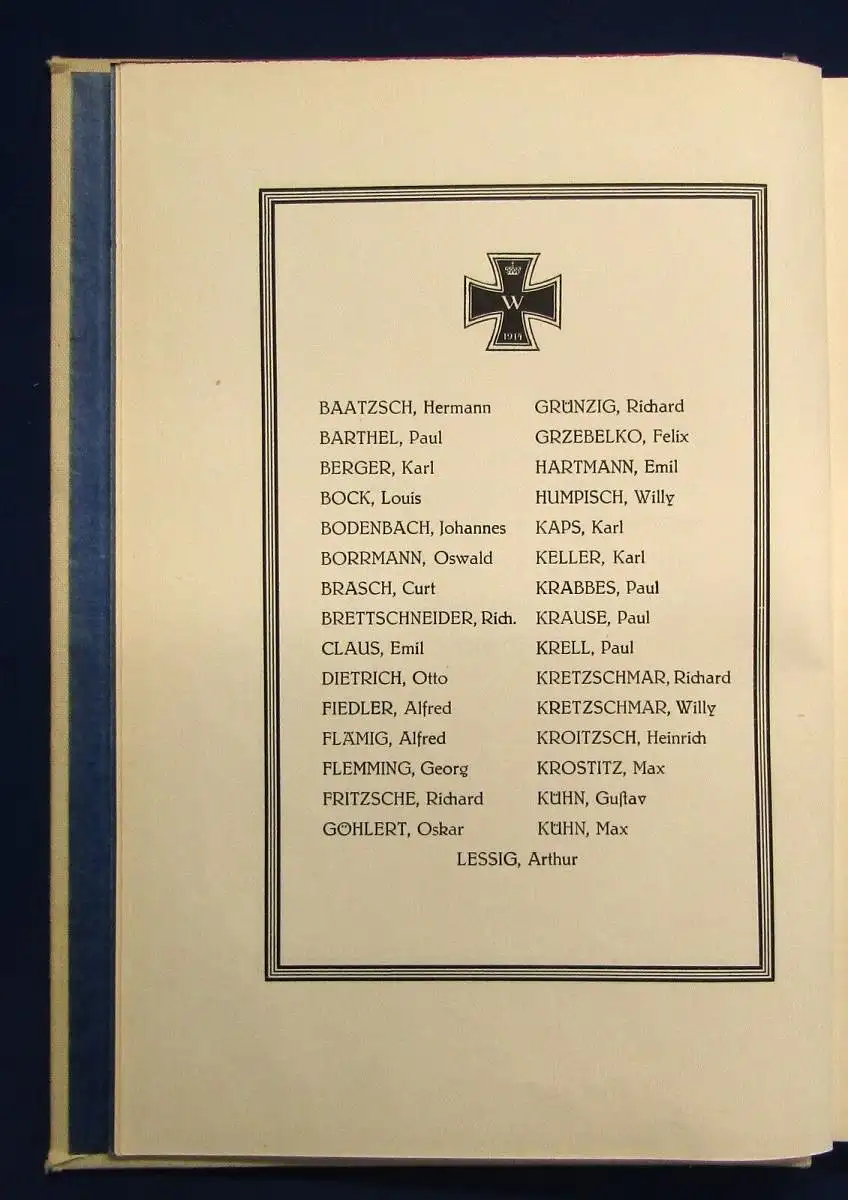 W
1914
BAATZSCH, Hermann
BARTHEL, Paul
BERGER, Karl
BOCK, Louis
BODENBACH, Johannes
BORRMANN, Oswald
BRASCH, Curt
BRETTSCHNEIDER, Rich.
CLAUS, Emil
DIETRICH, Otto
FIEDLER, Alfred
FLÄMIG, Alfred
FLEMMING, Georg
FRITZSCHE, Richard
GÖHLERT, Oskar
GRÜNZIG, Richard
GRZEBELKO, Felix
HARTMANN, Emil
HUMPISCH, Willy
KAPS, Karl
KELLER, Karl
KRABBES, Paul
KRAUSE, Paul
KRELL, Paul
KRETZSCHMAR, Richard
KRETZSCHMAR, Willy
KROITZSCH, Heinrich
KROSTITZ, Max
KÜHN, Guſtav
KÜHN, Max
LESSIG, Arthur